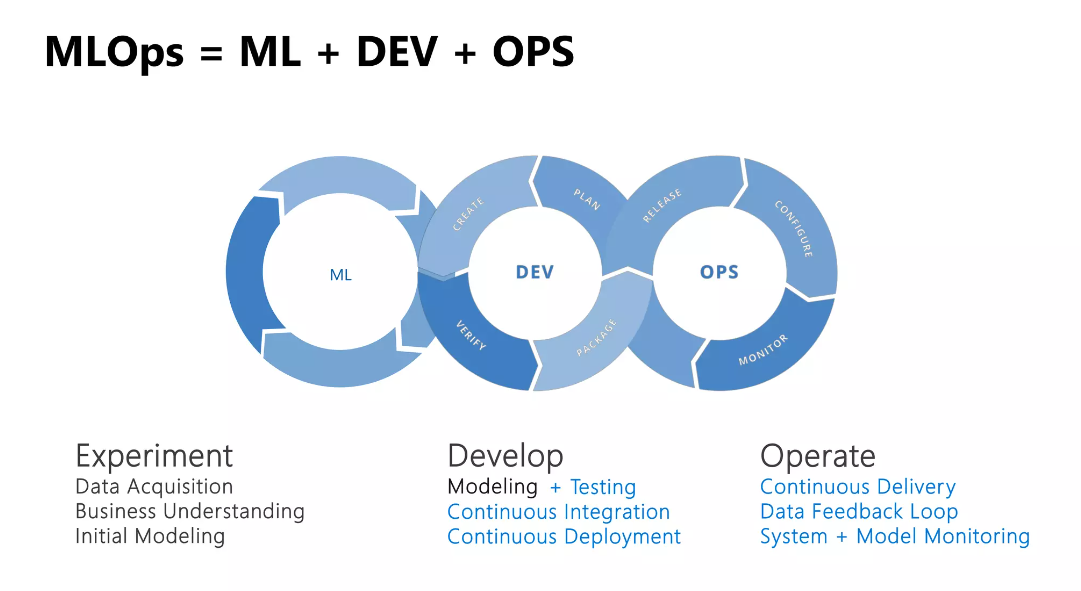 MLOps = ML + DEV + OPS
CREATE
PLAN
RELEASE
CONFIGURE
ML
DEV
OPS
VERIFY
PACKAGE
MONITOR
Experiment
Data Acquisition
Business Understanding
Initial Modeling
Develop
Modeling + Testing
Continuous Integration
Continuous Deployment
Operate
Continuous Delivery
Data Feedback Loop
System + Model Monitoring